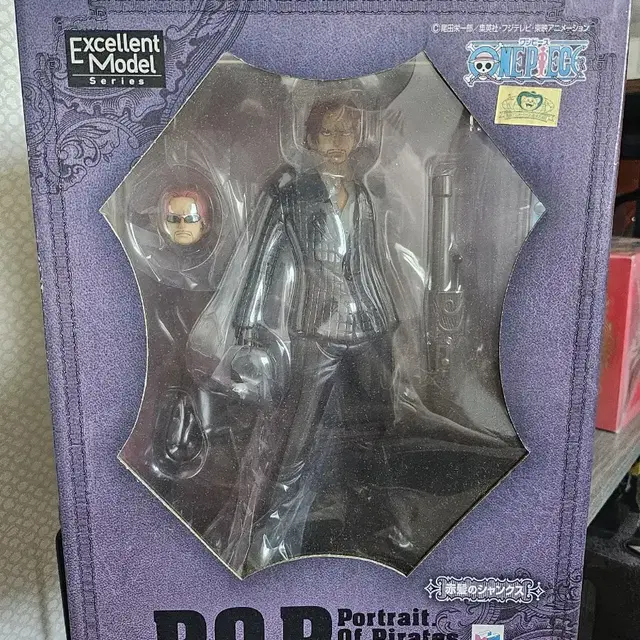 Excellent
Model
Series
©尾田栄一郎/集英社・フジテレビ・東映アニメーション
ワンピース
ONE PIECE
赤髪のシャンクス
P.O.P
Portrait
Of Pirates